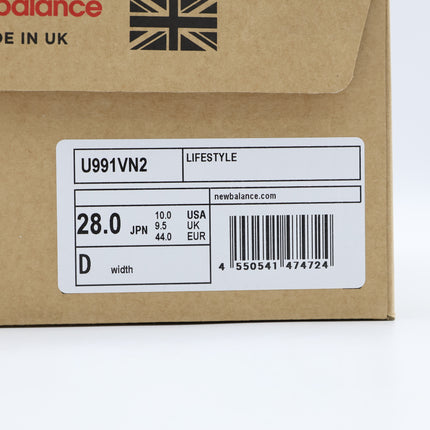 balance
DE IN UK
U991VN2
LIFESTYLE
newbalance.com
28.0 JPN
10.0 USA
9.5 UK
44.0 EUR
D width
4 550541 474724